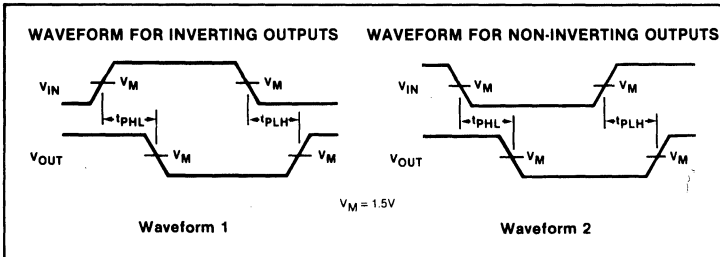 WAVEFORM FOR INVERTING OUTPUTS
WAVEFORM FOR NON-INVERTING OUTPUTS
VIN
VM
VM
tPHL
tPLH
VOUT
VM
VM
Waveform 1
VIN
VM
VM
tPHL
tPLH
VOUT
VM
VM
VM = 1.5V
Waveform 2